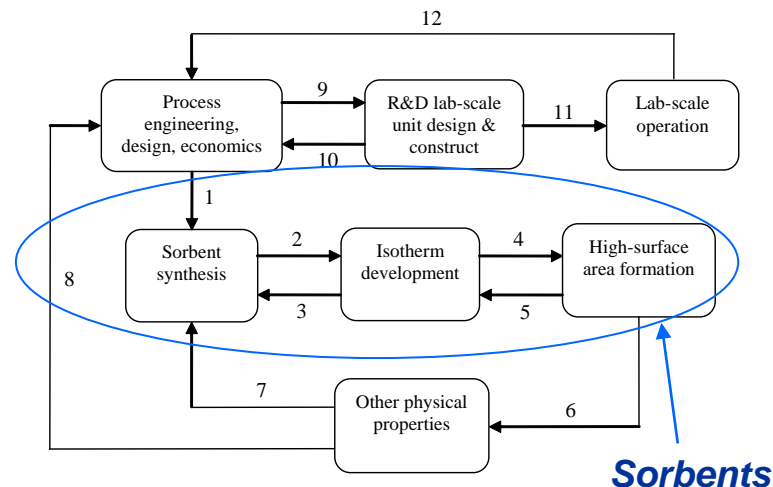 12
Process
engineering,
design, economics
9
10
R&D lab-scale
unit design &
construct
11
Lab-scale
operation
1
Sorbent
synthesis
2
3
Isotherm
development
4
5
High-surface
area formation
8
7
Other physical
properties
6
Sorbents